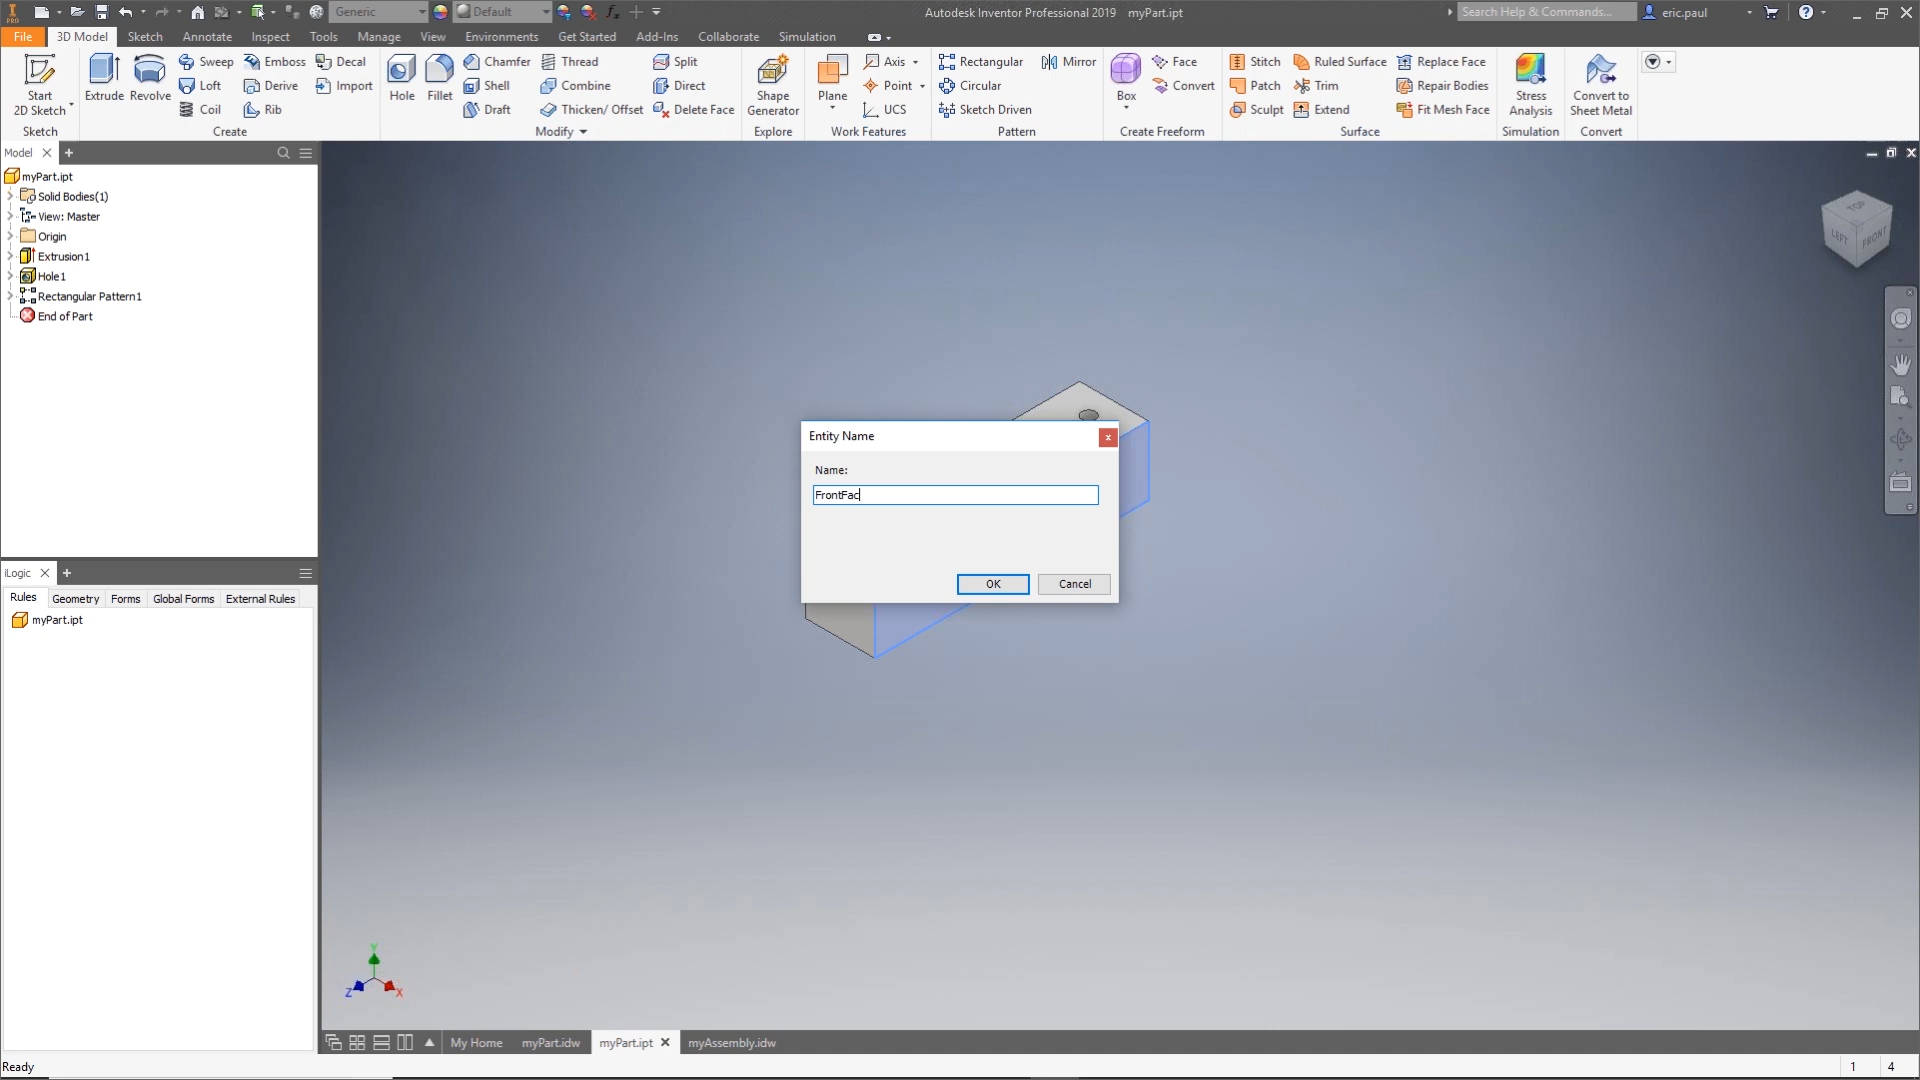 PRO Generic Default Autodesk Inventor Professional 2019 myPart.ipt Search Help & Commands... eric.paul
File 3D Model Sketch Annotate Inspect Tools Manage View Environments Get Started Add-Ins Collaborate Simulation
Start
2D Sketch
Sketch
Extrude Revolve
Sweep Emboss Decal
Loft Derive Import
Coil Rib
Create
Hole Fillet
Chamfer Thread Split
Shell Combine Direct
Draft Thicken/ Offset Delete Face
Modify
Shape
Generator
Explore
Plane
Axis
Point
UCS
Work Features
Rectangular Mirror
Circular
Sketch Driven
Pattern
Box
Face
Convert
Create Freeform
Stitch Ruled Surface Replace Face
Patch Trim Repair Bodies
Sculpt Extend Fit Mesh Face
Surface
Stress
Analysis
Simulation
Convert to
Sheet Metal
Convert
Model
myPart.ipt
Solid Bodies(1)
View: Master
Origin
Extrusion1
Hole1
Rectangular Pattern1
End of Part
TOP
LEFT FRONT
Entity Name
Name:
FrontFac
OK Cancel
iLogic
Rules Geometry Forms Global Forms External Rules
myPart.ipt
Y
Z X
My Home myPart.idw myPart.ipt myAssembly.idw
Ready 1 4